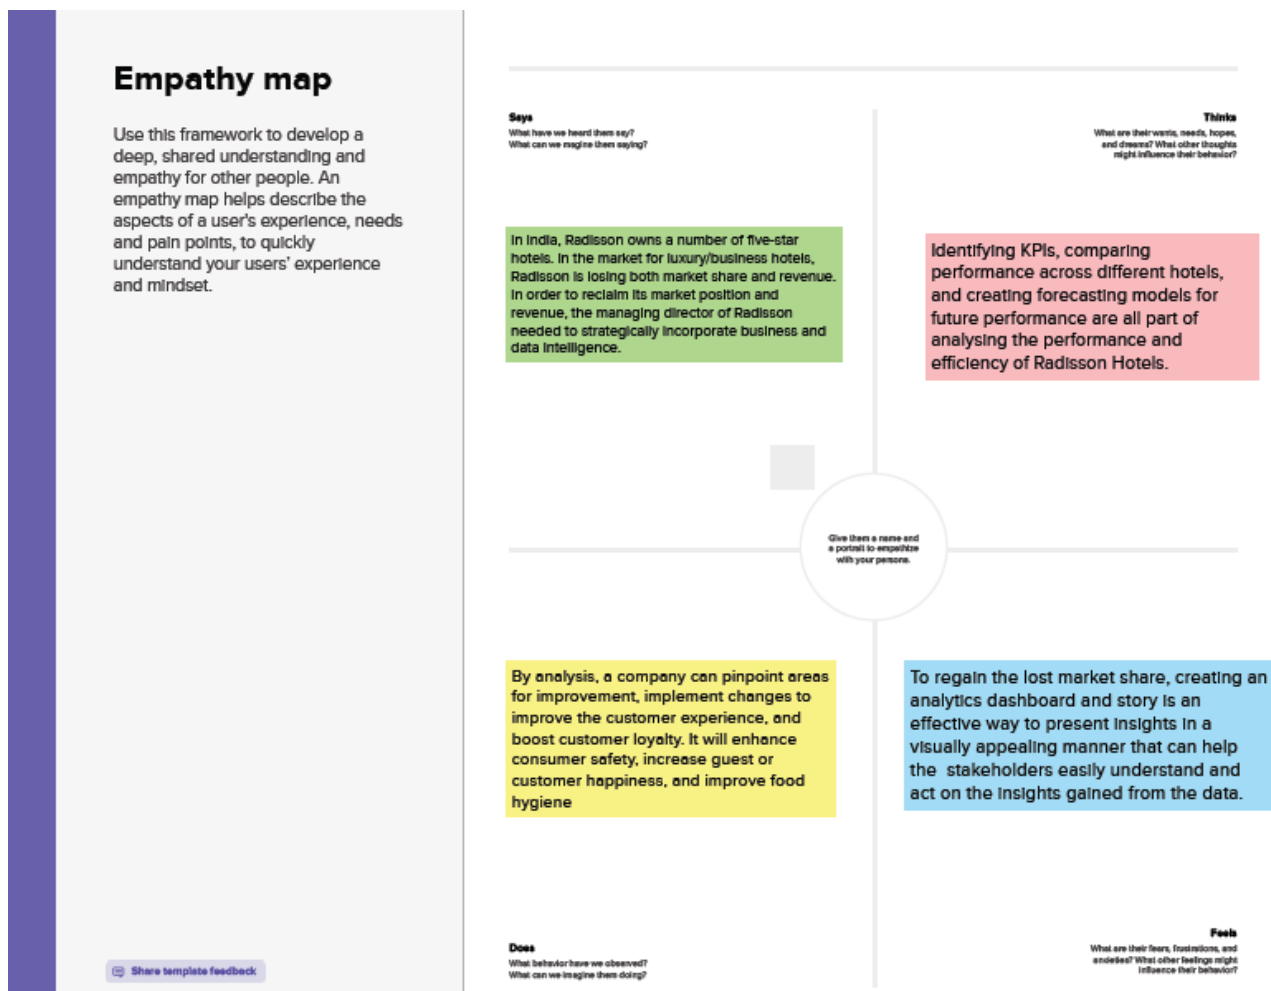 Empathy map
Use this framework to develop a
deep, shared understanding and
empathy for other people. An
empathy map helps describe the
aspects of a user's experience, needs
and pain points, to quickly
understand your users' experience
and mindset.
Share template feedback
Says
What have we heard them say?
What can we magine them saying?
Thinks
What are their wants, needs, hopes,
and dreams? What other thoughts
might influence their behavior?
In India, Radisson owns a number of five-star
hotels. In the market for luxury/business hotels,
Radisson is losing both market share and revenue.
In order to reclaim its market position and
revenue, the managing director of Radisson
needed to strategically incorporate business and
data intelligence.
Identifying KPIs, comparing
performance across different hotels,
and creating forecasting models for
future performance are all part of
analysing the performance and
efficiency of Radisson Hotels.
Give them a name and
a portrait to empathize
with your persona.
By analysis, a company can pinpoint areas
for improvement, implement changes to
improve the customer experience, and
boost customer loyalty. It will enhance
consumer safety, increase guest or
customer happiness, and improve food
hygiene
To regain the lost market share, creating an
analytics dashboard and story is an
effective way to present insights in a
visually appealing manner that can help
the  stakeholders easily understand and
act on the insights gained from the data.
Does
What behavior have we observed?
What can we imagine them doing?
Feels
What are their fears, frustrations, and
anxieties? What other feelings might
influence their behavior?